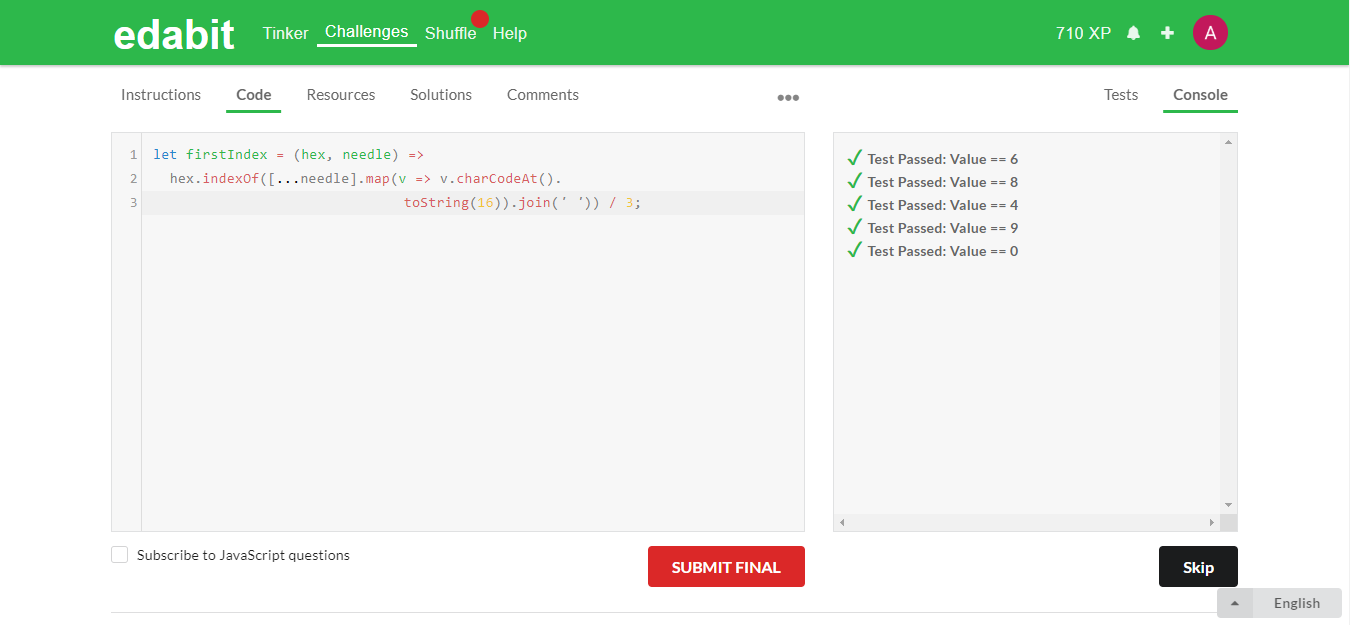 edabit
Tinker Challenges Shuffle Help
710 XP
A
Instructions Code Resources Solutions Comments
•••
Tests Console
1 let firstIndex = (hex, needle) =>
2   hex.indexOf([...needle].map(v => v.charCodeAt().
3                               toString(16)).join(' ')) / 3;
✓ Test Passed: Value == 6
✓ Test Passed: Value == 8
✓ Test Passed: Value == 4
✓ Test Passed: Value == 9
✓ Test Passed: Value == 0
Subscribe to JavaScript questions
SUBMIT FINAL
Skip
English